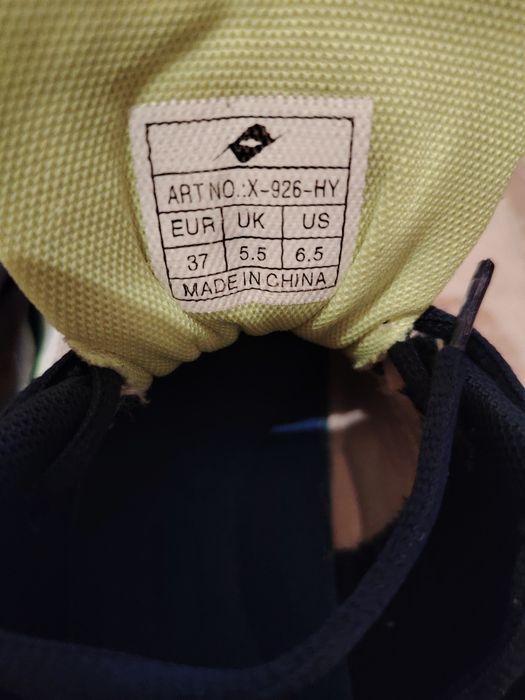 ART NO.:X-926-HY
EUR UK US
37 5.5 6.5
MADE IN CHINA